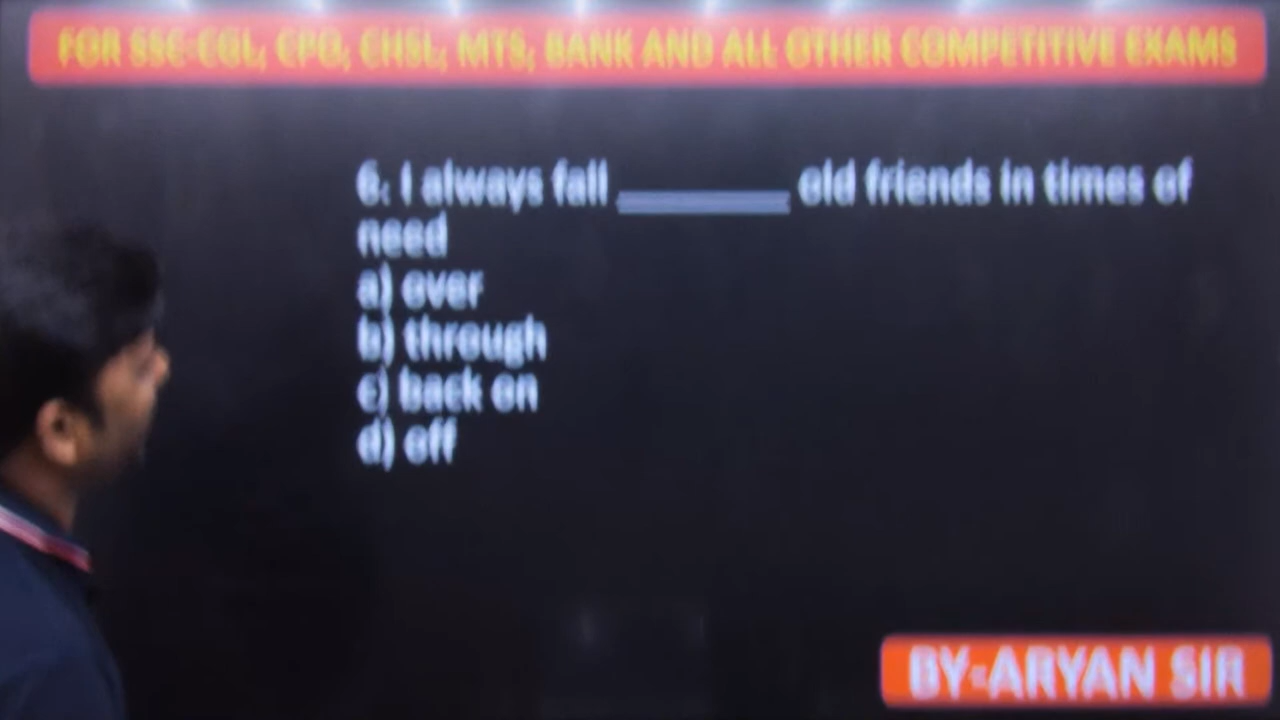 FOR SSC-CGL, CPO, CHSL, MTS, BANK AND ALL OTHER COMPETITIVE EXAMS
6. I always fall __________ old friends in times of
need
a) over
b) through
c) back on
d) off
BY-ARYAN SIR